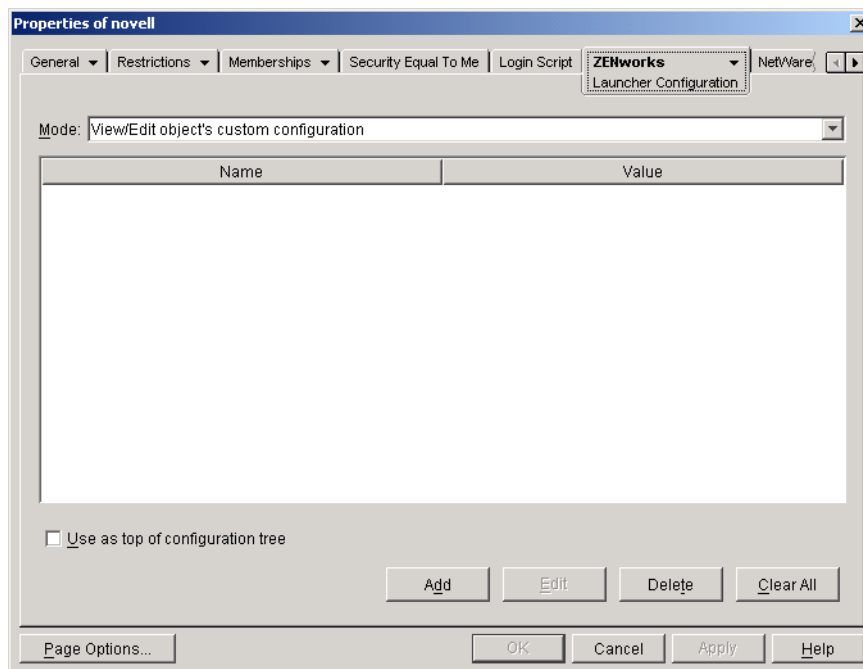 Properties of novell
General Restrictions Memberships Security Equal To Me Login Script ZENworks NetWare
Launcher Configuration
Mode: View/Edit object's custom configuration
Name Value
Use as top of configuration tree
Add Edit Delete Clear All
Page Options... OK Cancel Apply Help